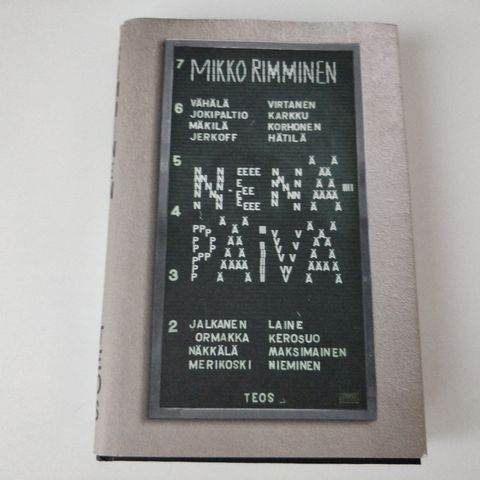 7 MIKKO RIMMINEN
6 VÄHÄLÄ VIRTANEN
JOKIPALTIO KARKKU
MÄKILÄ KORHONEN
JERKOFF HÄTILÄ
5
NENÄ
4
PÄIVÄ
3
2 JALKANEN LAINE
ORMAKKA KEROSUO
NÄKKÄLÄ MAKSIMAINEN
MERIKOSKI NIEMINEN
TEOS